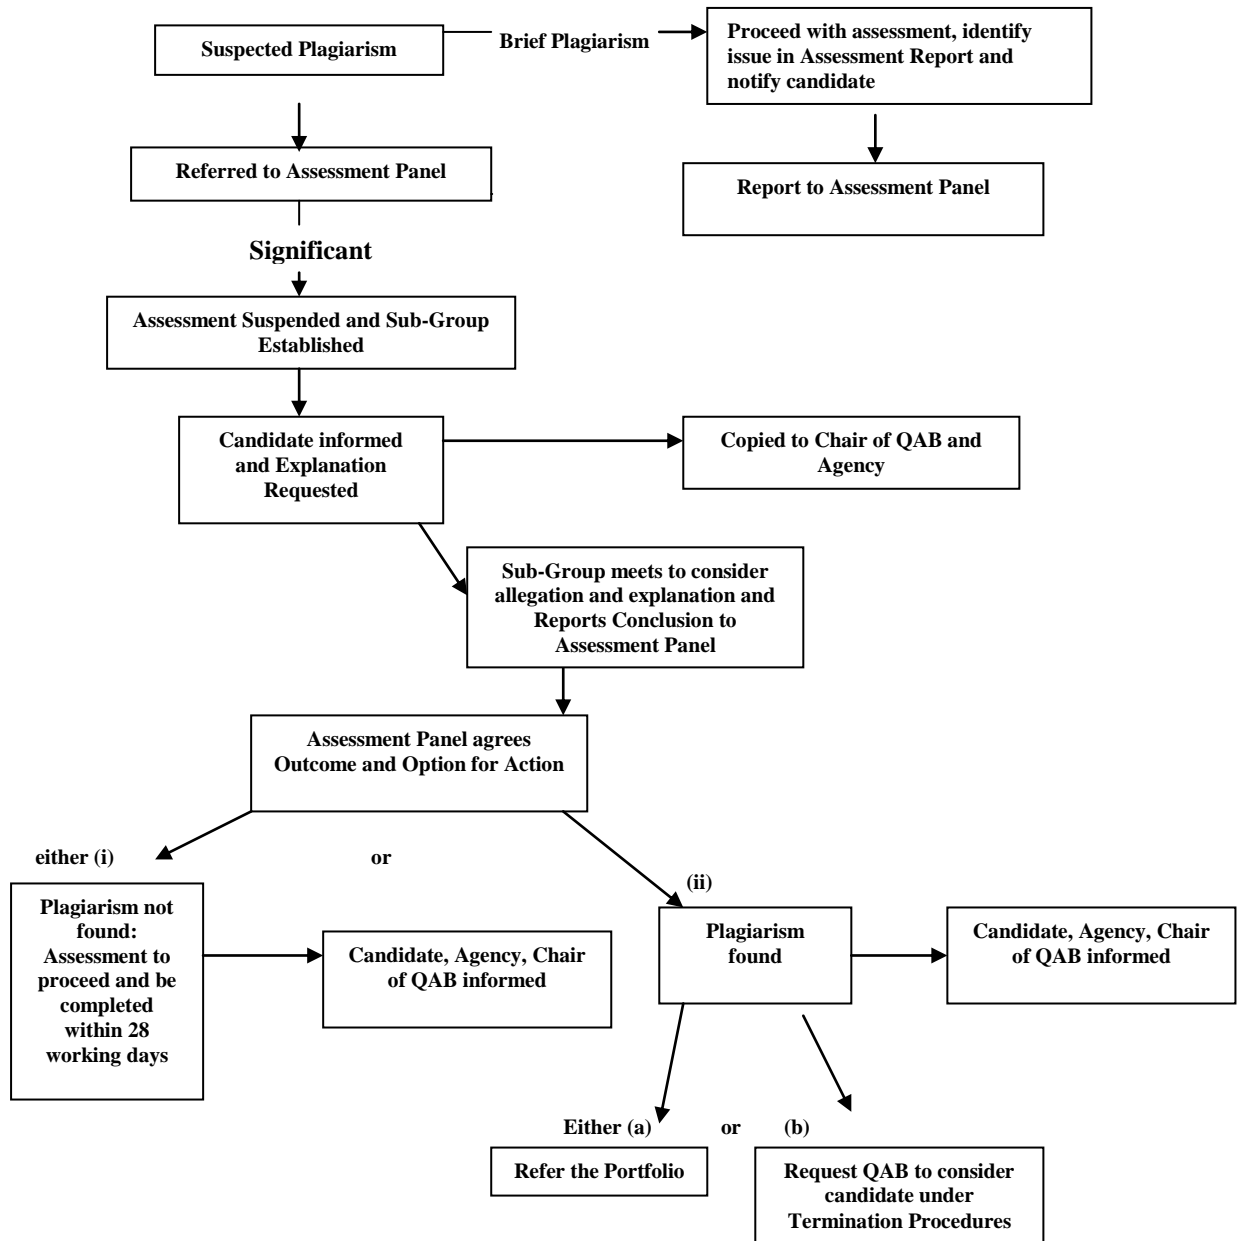 Suspected Plagiarism
Brief Plagiarism
Proceed with assessment, identify
issue in Assessment Report and
notify candidate
Referred to Assessment Panel
Report to Assessment Panel
Significant
Assessment Suspended and Sub-Group
Established
Candidate informed
and Explanation
Requested
Copied to Chair of QAB and
Agency
Sub-Group meets to consider
allegation and explanation and
Reports Conclusion to
Assessment Panel
Assessment Panel agrees
Outcome and Option for Action
either (i)
or
(ii)
Plagiarism not
found:
Assessment to
proceed and be
completed
within 28
working days
Candidate, Agency, Chair
of QAB informed
Plagiarism
found
Candidate, Agency, Chair
of QAB informed
Either (a)
or
(b)
Refer the Portfolio
Request QAB to consider
candidate under
Termination Procedures